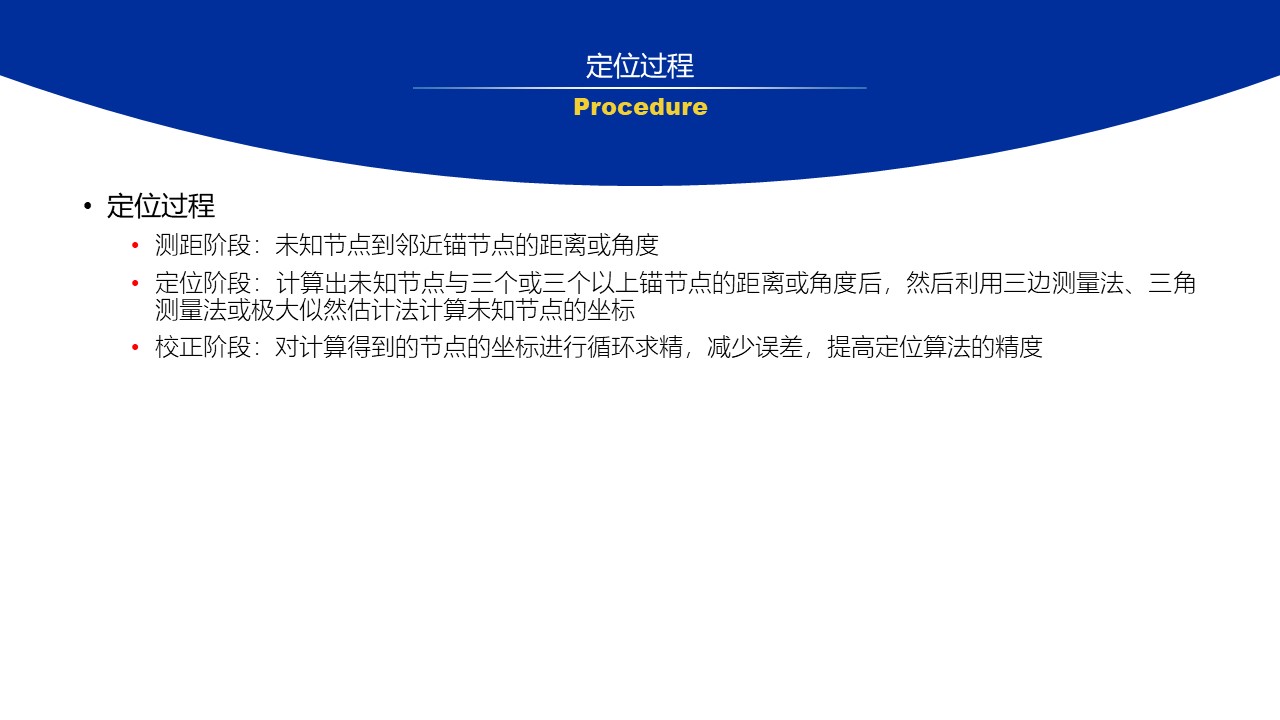 定位过程
Procedure
• 定位过程
• 测距阶段：未知节点到邻近锚节点的距离或角度
• 定位阶段：计算出未知节点与三个或三个以上锚节点的距离或角度后，然后利用三边测量法、三角
测量法或极大似然估计法计算未知节点的坐标
• 校正阶段：对计算得到的节点的坐标进行循环求精，减少误差，提高定位算法的精度